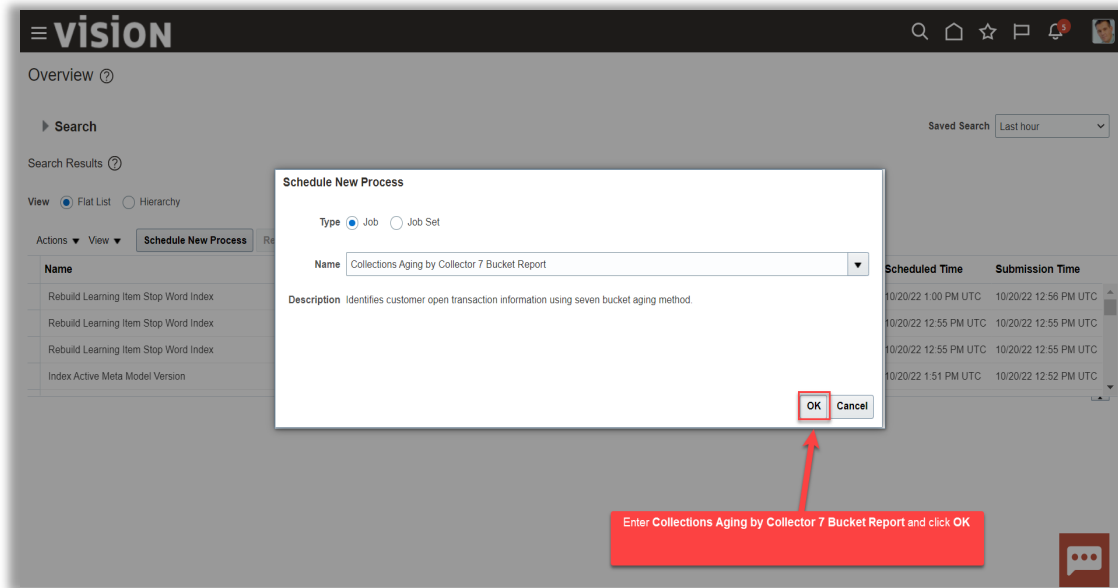 vision
5
Overview ?
Search
Saved Search Last hour
Search Results ?
View Flat List Hierarchy
Actions View Schedule New Process Re
Name Scheduled Time Submission Time
Rebuild Learning Item Stop Word Index 10/20/22 1:00 PM UTC 10/20/22 12:56 PM UTC
Rebuild Learning Item Stop Word Index 10/20/22 12:55 PM UTC 10/20/22 12:55 PM UTC
Rebuild Learning Item Stop Word Index 10/20/22 12:55 PM UTC 10/20/22 12:55 PM UTC
Index Active Meta Model Version 10/20/22 1:51 PM UTC 10/20/22 12:52 PM UTC
Schedule New Process
Type Job Job Set
Name Collections Aging by Collector 7 Bucket Report
Description Identifies customer open transaction information using seven bucket aging method.
OK Cancel
Enter Collections Aging by Collector 7 Bucket Report and click OK